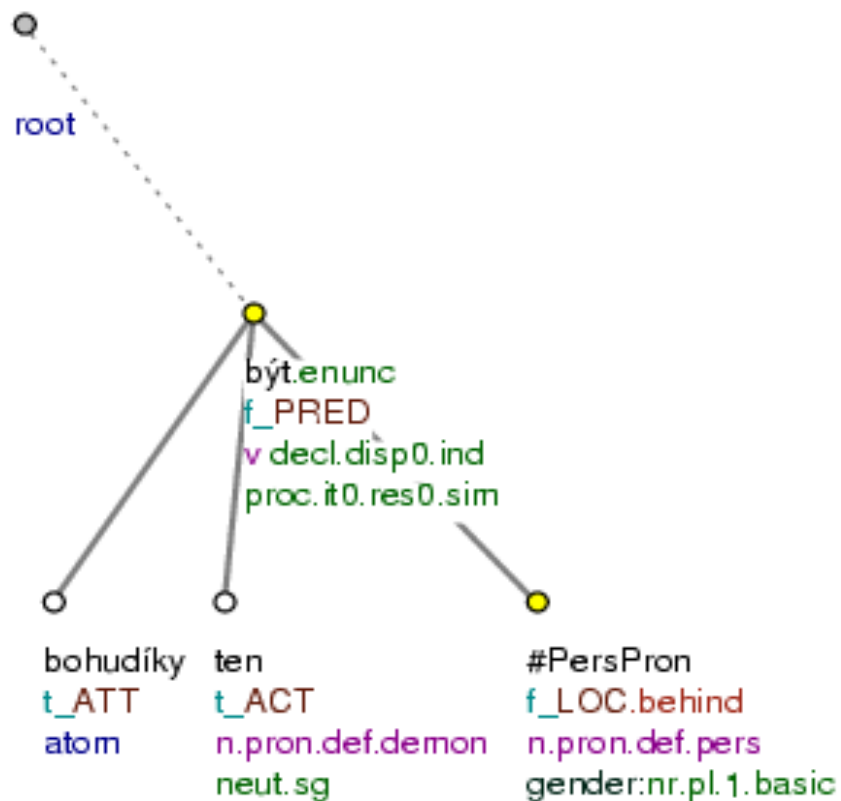 root
být.enunc
f_PRED
v decl.disp0.ind
proc.it0.res0.sim
bohudíky
t_ATT
atom
ten
t_ACT
n.pron.def.demon
neut.sg
#PersPron
f_LOC.behind
n.pron.def.pers
gender:nr.pl.1.basic